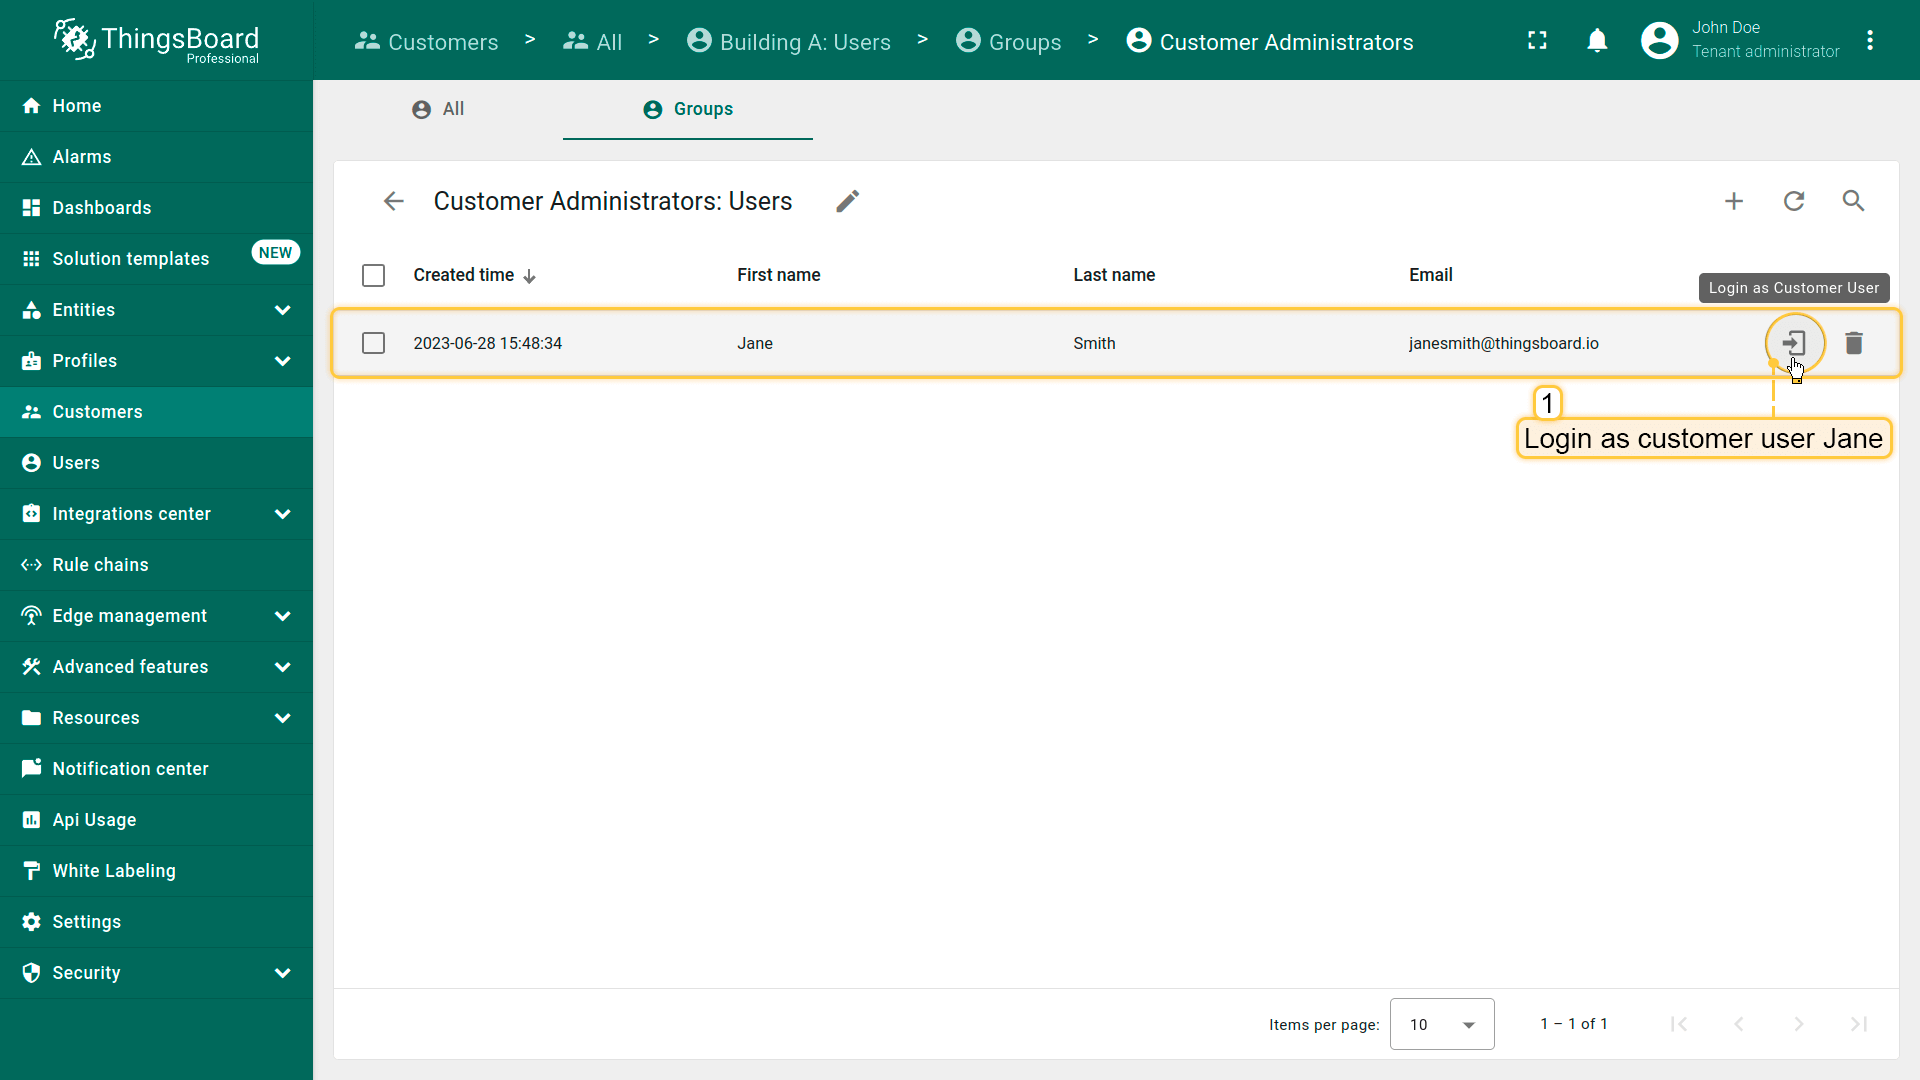 ThingsBoard
Professional
Customers > All > Building A: Users > Groups > Customer Administrators
John Doe
Tenant administrator
Home
Alarms
Dashboards
Solution templates NEW
Entities
Profiles
Customers
Users
Integrations center
Rule chains
Edge management
Advanced features
Resources
Notification center
Api Usage
White Labeling
Settings
Security
All Groups
Customer Administrators: Users
Created time First name Last name Email
Login as Customer User
2023-06-28 15:48:34 Jane Smith janesmith@thingsboard.io
1
Login as customer user Jane
Items per page: 10 1 – 1 of 1